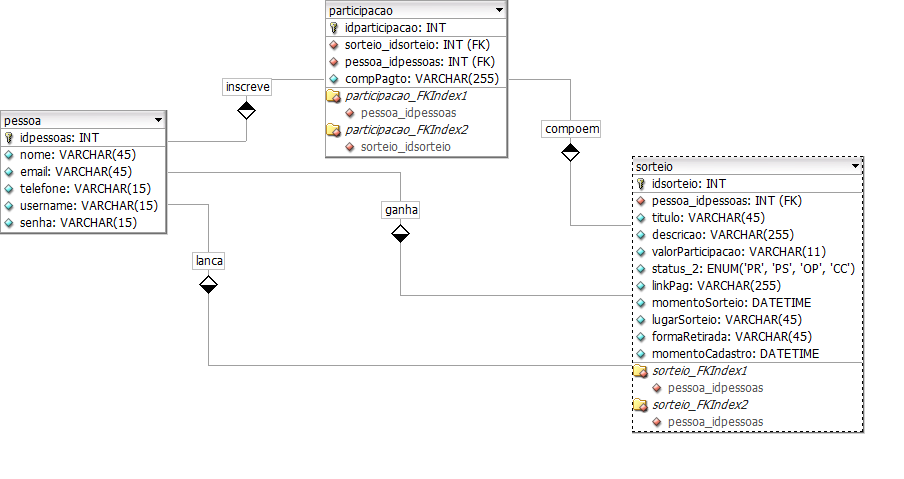 participacao
idparticipacao: INT
sorteio_idsorteio: INT (FK)
pessoa_idpessoas: INT (FK)
compPagto: VARCHAR(255)
participacao_FKIndex1
pessoa_idpessoas
participacao_FKIndex2
sorteio_idsorteio
inscreve
compoem
pessoa
idpessoas: INT
nome: VARCHAR(45)
email: VARCHAR(45)
telefone: VARCHAR(15)
username: VARCHAR(15)
senha: VARCHAR(15)
ganha
lanca
sorteio
idsorteio: INT
pessoa_idpessoas: INT (FK)
titulo: VARCHAR(45)
descricao: VARCHAR(255)
valorParticipacao: VARCHAR(11)
status_2: ENUM('PR', 'PS', 'OP', 'CC')
linkPag: VARCHAR(255)
momentoSorteio: DATETIME
lugarSorteio: VARCHAR(45)
formaRetirada: VARCHAR(45)
momentoCadastro: DATETIME
sorteio_FKIndex1
pessoa_idpessoas
sorteio_FKIndex2
pessoa_idpessoas